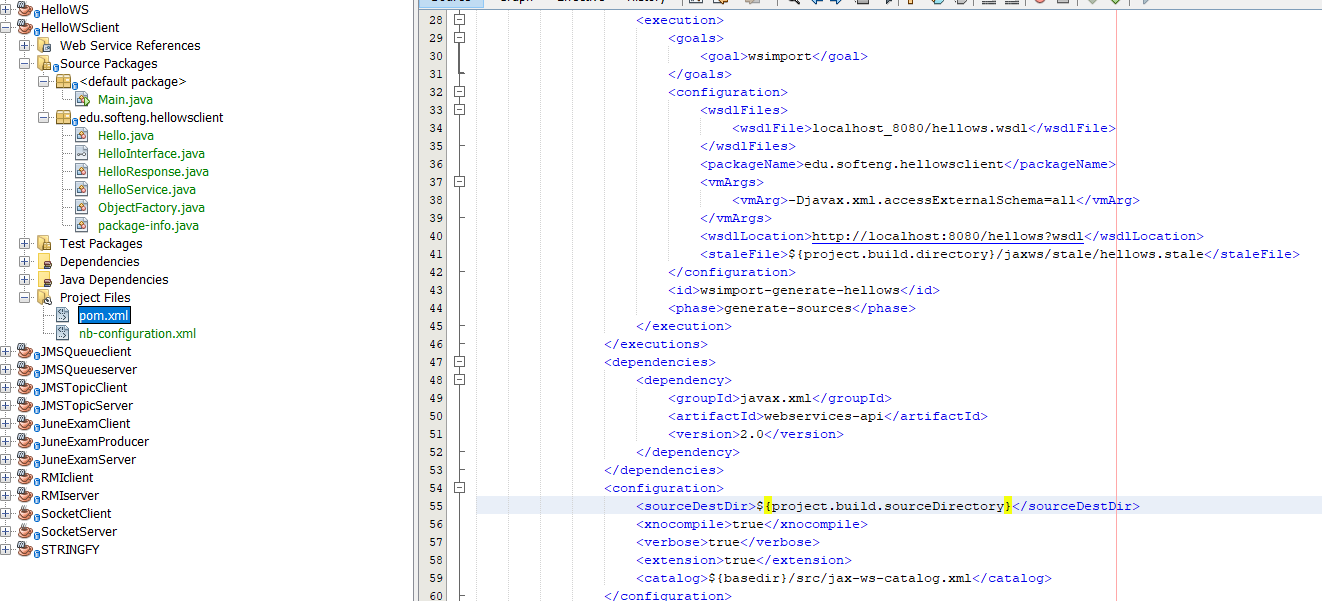 HelloWS
HelloWSclient
Web Service References
Source Packages
<default package>
Main.java
edu.softeng.hellowsclient
Hello.java
HelloInterface.java
HelloResponse.java
HelloService.java
ObjectFactory.java
package-info.java
Test Packages
Dependencies
Java Dependencies
Project Files
pom.xml
nb-configuration.xml
JMSQueueclient
JMSQueueserver
JMSTopicClient
JMSTopicServer
JuneExamClient
JuneExamProducer
JuneExamServer
RMIclient
RMIserver
SocketClient
SocketServer
STRINGFY
28 <execution>
29 <goals>
30 <goal>wsimport</goal>
31 </goals>
32 <configuration>
33 <wsdlFiles>
34 <wsdlFile>localhost_8080/hellows.wsdl</wsdlFile>
35 </wsdlFiles>
36 <packageName>edu.softeng.hellowsclient</packageName>
37 <vmArgs>
38 <vmArg>-Djavax.xml.accessExternalSchema=all</vmArg>
39 </vmArgs>
40 <wsdlLocation>http://localhost:8080/hellows?wsdl</wsdlLocation>
41 <staleFile>${project.build.directory}/jaxws/stale/hellows.stale</staleFile>
42 </configuration>
43 <id>wsimport-generate-hellows</id>
44 <phase>generate-sources</phase>
45 </execution>
46 </executions>
47 <dependencies>
48 <dependency>
49 <groupId>javax.xml</groupId>
50 <artifactId>webservices-api</artifactId>
51 <version>2.0</version>
52 </dependency>
53 </dependencies>
54 <configuration>
55 <sourceDestDir>${project.build.sourceDirectory}</sourceDestDir>
56 <xnocompile>true</xnocompile>
57 <verbose>true</verbose>
58 <extension>true</extension>
59 <catalog>${basedir}/src/jax-ws-catalog.xml</catalog>
60 </configuration>